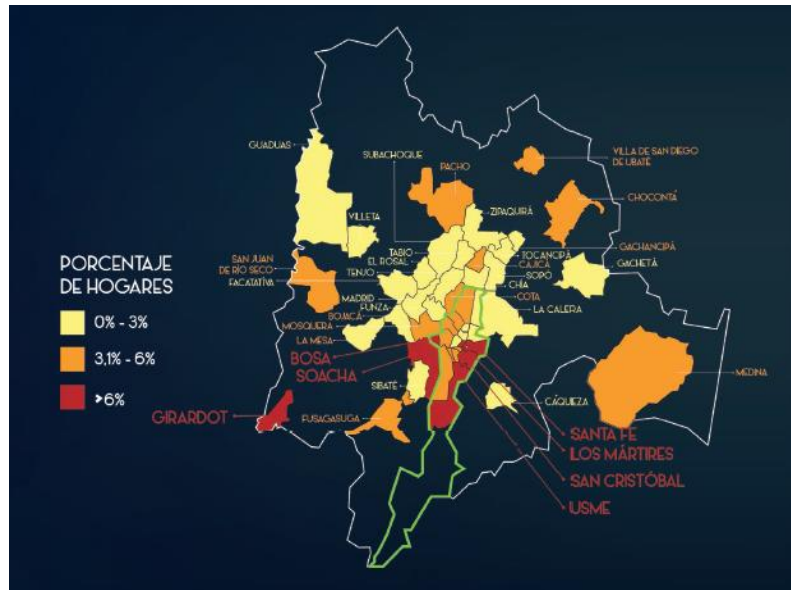 GUADUAS
SUBACHOQUE
PACHO
VILLA DE SAN DIEGO
DE UBATÉ
CHOCONTÁ
ZIPAQUIRÁ
VILLETA
GACHANCIPÁ
TABIO
EL ROSAL
TOCANCIPÁ
CAJICÁ
SAN JUAN
DE RÍO SECO
FACATATIVÁ
TENJO
SOPÓ
GACHETÁ
CHÍA
PORCENTAJE
DE HOGARES
0% - 3%
3,1% - 6%
>6%
MADRID
FUNZA
COTA
LA CALERA
BOJACÁ
MOSQUERA
LA MESA
BOSA
SOACHA
SIBATÉ
MEDINA
CÁQUEZA
GIRARDOT
FUSAGASUGA
SANTA FE
LOS MÁRTIRES
SAN CRISTÓBAL
USME